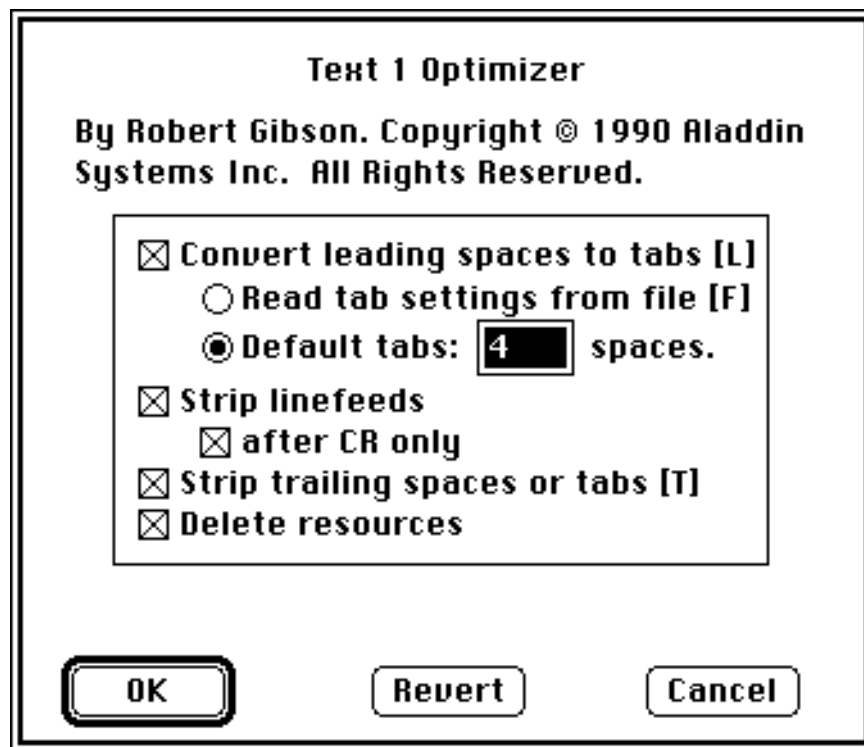 Text 1 Optimizer
By Robert Gibson. Copyright © 1990 Aladdin
Systems Inc.  All Rights Reserved.
Convert leading spaces to tabs [L]
Read tab settings from file [F]
Default tabs: 4 spaces.
Strip linefeeds
after CR only
Strip trailing spaces or tabs [T]
Delete resources
OK Revert Cancel